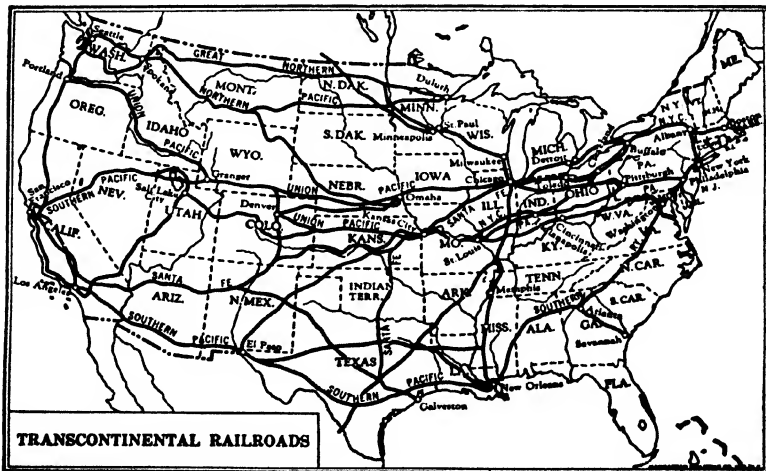 Seattle
WASH.
Spokane
Portland
GREAT
NORTHERN
MONT.
N. DAK.
Duluth
NORTHERN
PACIFIC
MINN.
OREG.
UNION
PACIFIC
IDAHO
S. DAK.
Minneapolis
St. Paul
WIS.
MICH.
Detroit
N Y
N.Y.C.
Albany
ME.
Buffalo
WYO.
Granger
NEBR.
UNION
PACIFIC
Omaha
IOWA
Milwaukee
Chicago
Toledo
OHIO
PA.
Pittsburgh
PA.
New York
Philadelphia
N. J.
San Francisco
SOUTHERN
PACIFIC
NEV.
Salt Lake City
UTAH
Denver
COLO.
UNION
PACIFIC
Kansas City
KANS.
SANTA
FE
ILL.
N.Y.C.
IND.
PA.
MO.
St. Louis
Cincinnati
KY.
W.VA.
Washington
CALIF.
Los Angeles
SANTA
FE
ARIZ.
N. MEX.
INDIAN TERR.
ARK.
TENN.
Memphis
N. CAR.
S. CAR.
SOUTHERN
RY.
Atlanta
GA.
Savannah
ALA.
MISS.
SOUTHERN
PACIFIC
El Paso
TEXAS
SANTA
SOUTHERN
PACIFIC
Galveston
LA.
New Orleans
FLA.
TRANSCONTINENTAL RAILROADS